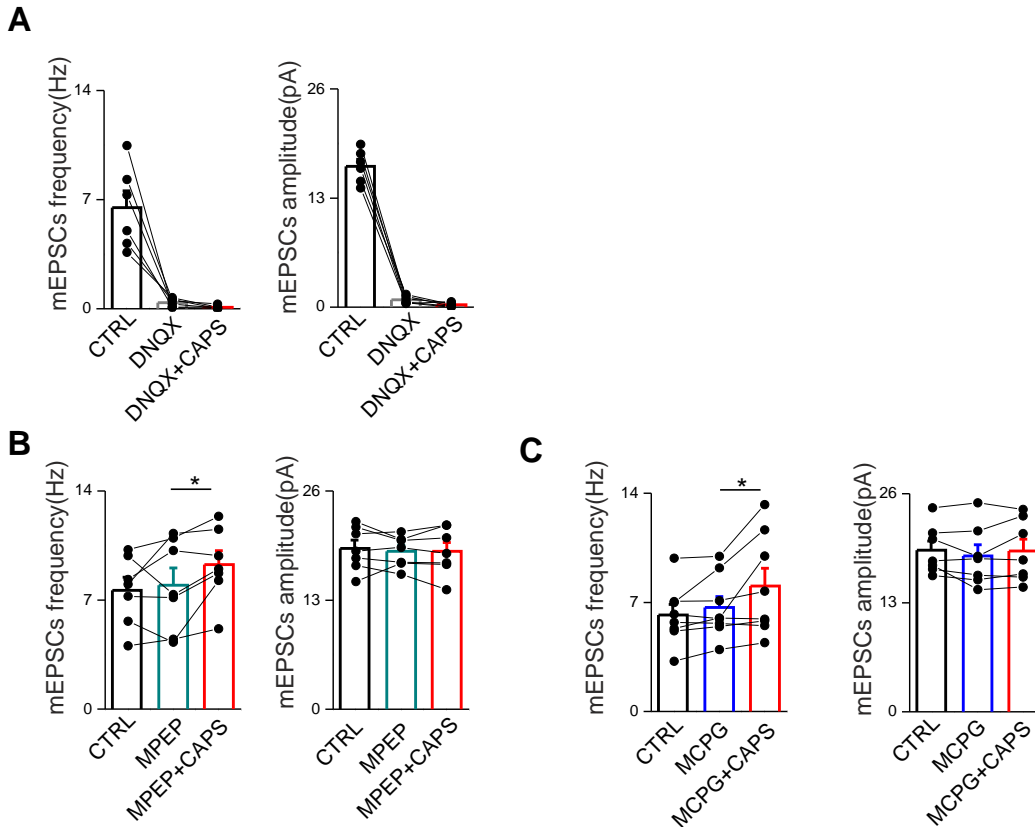 A
mEPSCs frequency(Hz)
14
7
0
CTRL
DNQX
DNQX+CAPS
mEPSCs amplitude(pA)
26
13
0
CTRL
DNQX
DNQX+CAPS
B
mEPSCs frequency(Hz)
14
7
0
*
CTRL
MPEP
MPEP+CAPS
mEPSCs amplitude(pA)
26
13
0
CTRL
MPEP
MPEP+CAPS
C
mEPSCs frequency(Hz)
14
7
0
*
CTRL
MCPG
MCPG+CAPS
mEPSCs amplitude(pA)
26
13
0
CTRL
MCPG
MCPG+CAPS